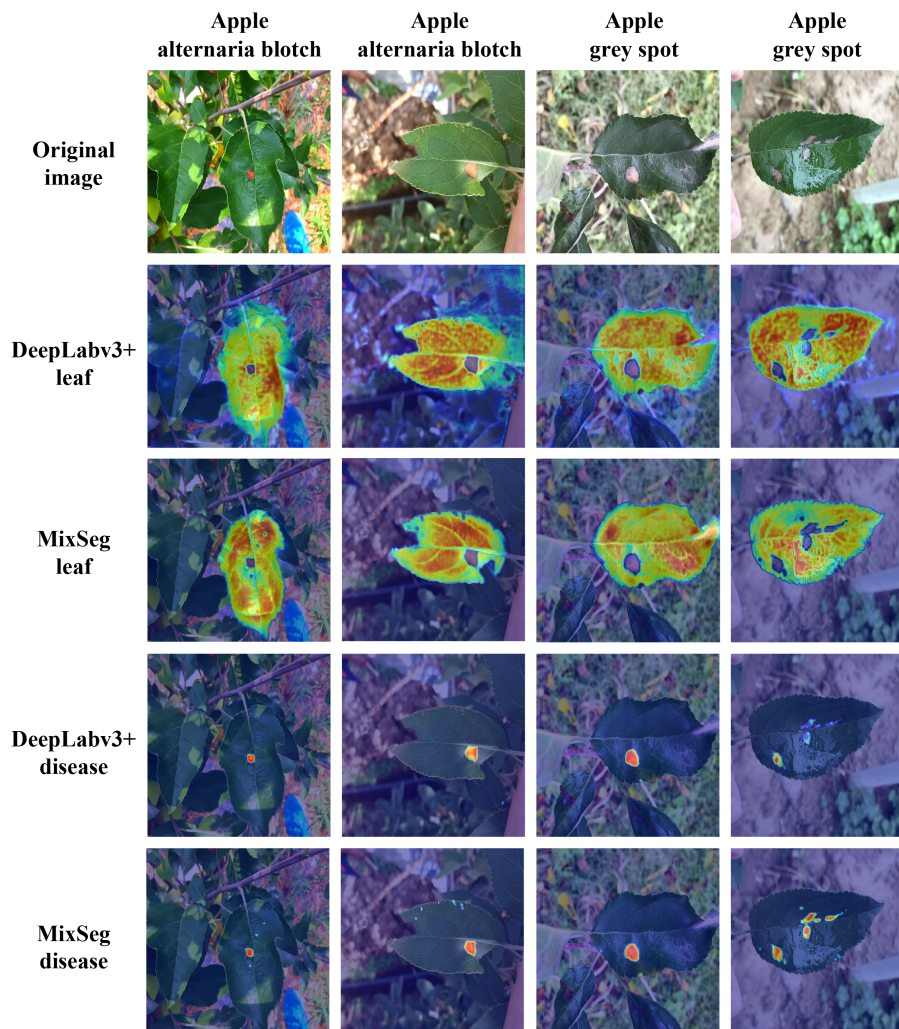 Apple
alternaria blotch
Apple
alternaria blotch
Apple
grey spot
Apple
grey spot
Original
image
DeepLabv3+
leaf
MixSeg
leaf
DeepLabv3+
disease
MixSeg
disease